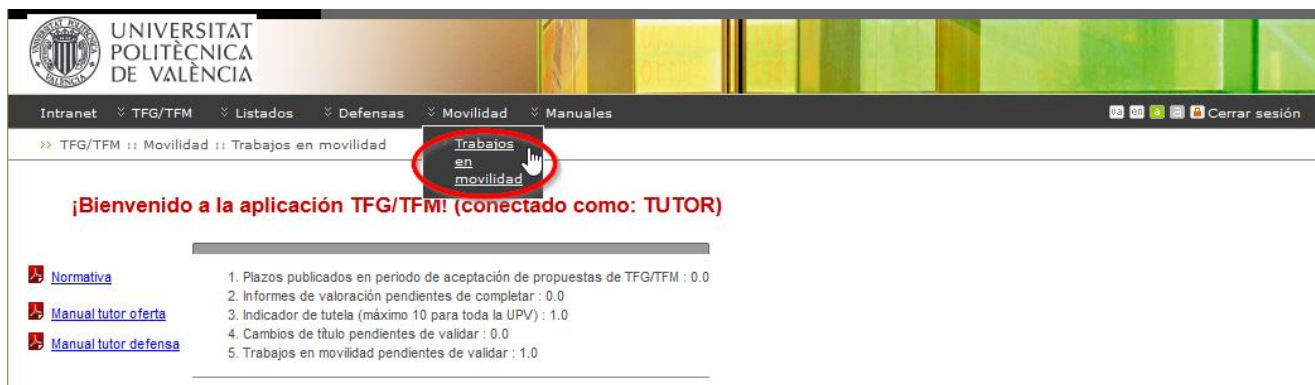 UNIVERSITAT
POLITÈCNICA
DE VALÈNCIA
Intranet TFG/TFM Listados Defensas Movilidad Manuales va en a a Cerrar sesión
>> TFG/TFM :: Movilidad :: Trabajos en movilidad
Trabajos
en
movilidad
¡Bienvenido a la aplicación TFG/TFM! (conectado como: TUTOR)
Normativa
Manual tutor oferta
Manual tutor defensa
1. Plazos publicados en periodo de aceptación de propuestas de TFG/TFM : 0.0
2. Informes de valoración pendientes de completar : 0.0
3. Indicador de tutela (máximo 10 para toda la UPV) : 1.0
4. Cambios de título pendientes de validar : 0.0
5. Trabajos en movilidad pendientes de validar : 1.0